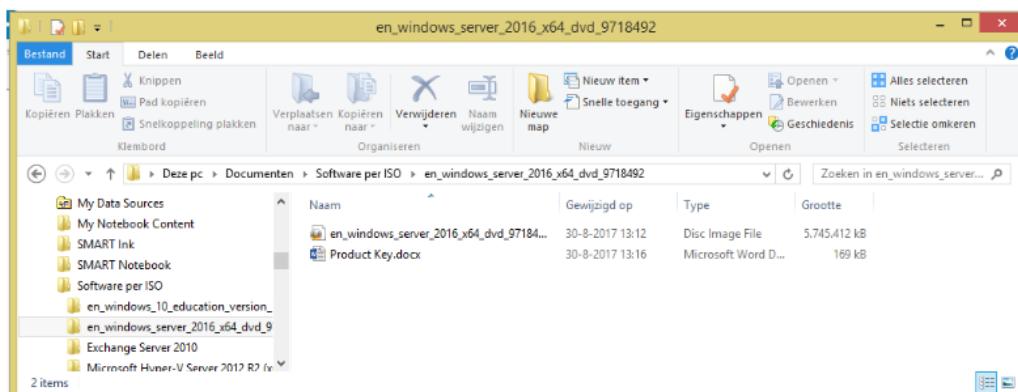 en_windows_server_2016_x64_dvd_9718492
Bestand Start Delen Beeld
Kopiëren Plakken
Knippen
Pad kopiëren
Snelkoppeling plakken
Klembord
Verplaatsen naar
Kopiëren naar
Verwijderen
Naam wijzigen
Organiseren
Nieuwe map
Nieuw item
Snelle toegang
Nieuw
Eigenschappen
Openen
Bewerken
Geschiedenis
Openen
Alles selecteren
Niets selecteren
Selectie omkeren
Selecteren
Deze pc Documenten Software per ISO en_windows_server_2016_x64_dvd_9718492
Zoeken in en_windows_server...
My Data Sources
My Notebook Content
SMART Ink
SMART Notebook
Software per ISO
en_windows_10_education_version_
en_windows_server_2016_x64_dvd_9
Exchange Server 2010
Microsoft Hyper-V Server 2012 R2 (x
Naam Gewijzigd op Type Grootte
en_windows_server_2016_x64_dvd_97184... 30-8-2017 13:12 Disc Image File 5.745.412 kB
Product Key.docx 30-8-2017 13:16 Microsoft Word D... 169 kB
2 items